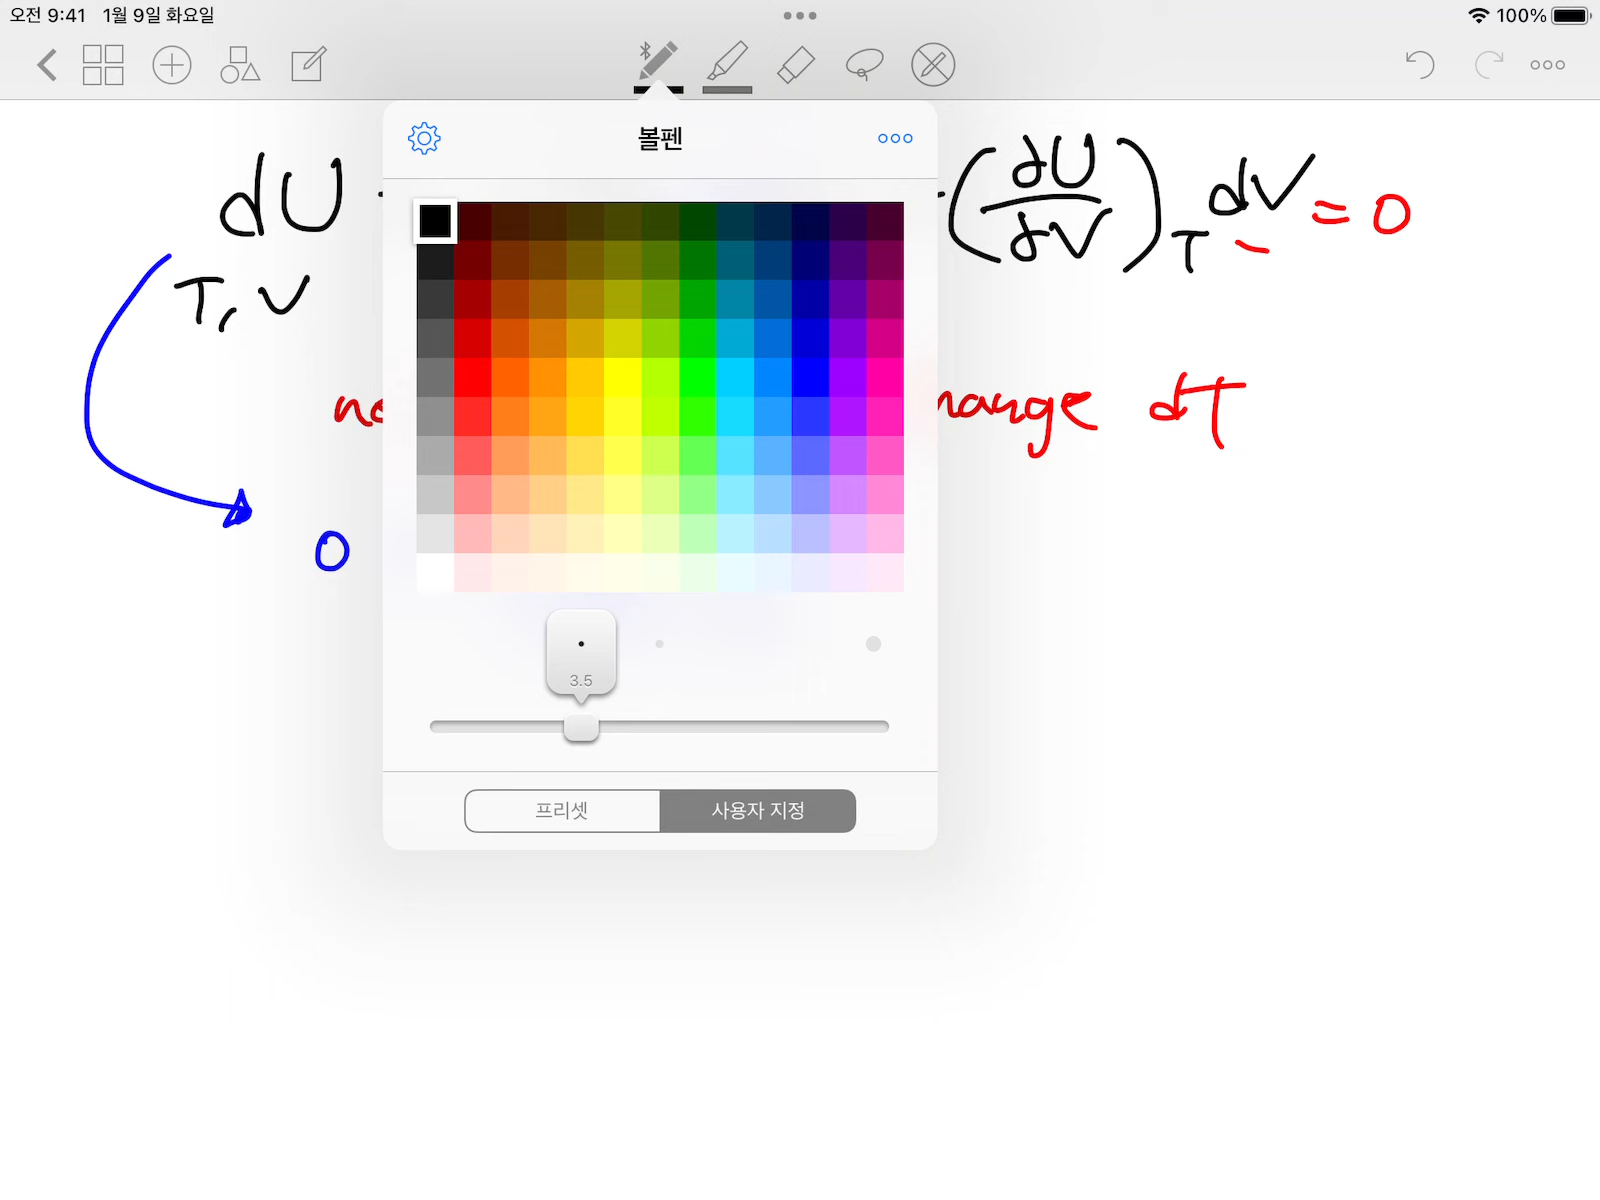 오전 9:41 1월 9일 화요일
100%
볼펜
dU
(dU/dV)T dV = 0
T, V
dT
0
3.5
프리셋 사용자 지정